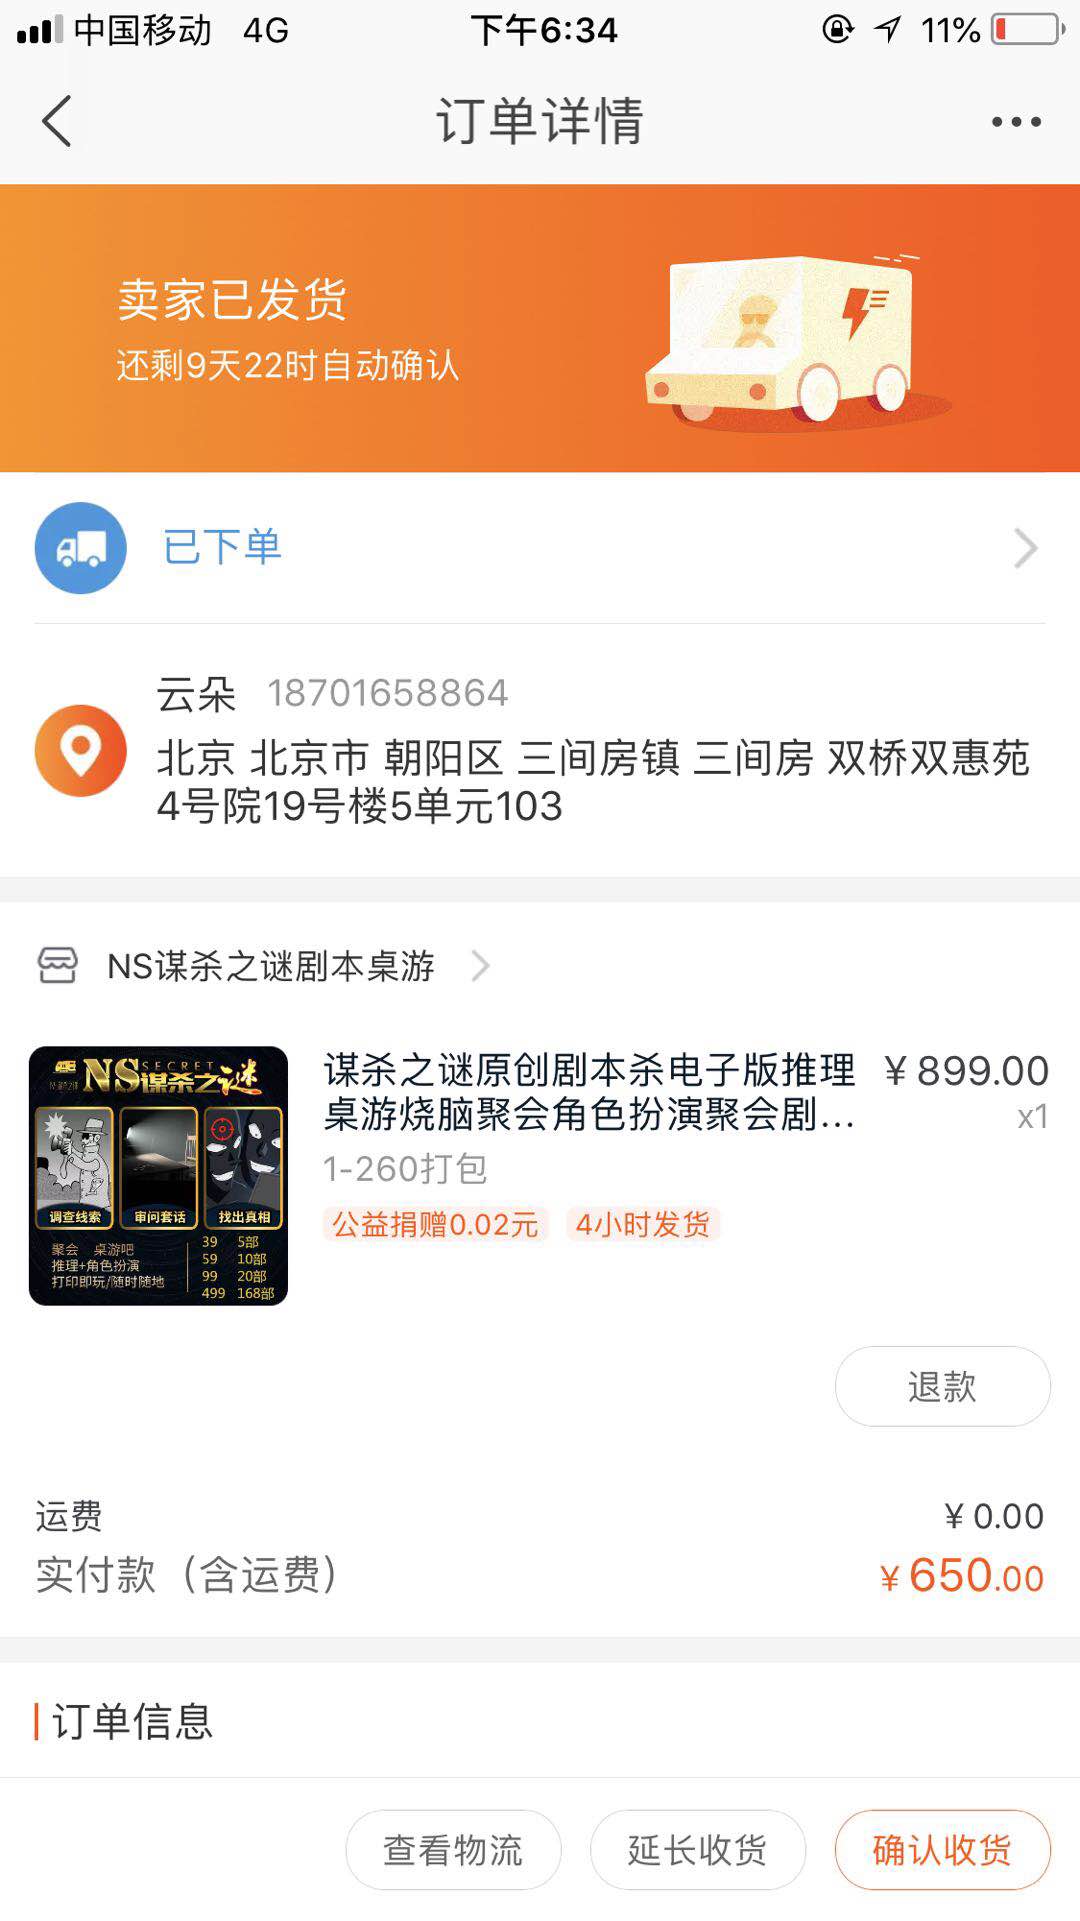 中国移动 4G 下午6:34 11%
订单详情
卖家已发货
还剩9天22时自动确认
已下单
云朵 18701658864
北京 北京市 朝阳区 三间房镇 三间房 双桥双惠苑
4号院19号楼5单元103
NS谋杀之谜剧本桌游
NS SECRET
谋杀之谜
调查线索 审问套话 找出真相
聚会 桌游吧
推理+角色扮演
打印即玩/随时随地
39 5部
59 10部
99 20部
499 168部
谋杀之谜原创剧本杀电子版推理 ¥ 899.00
桌游烧脑聚会角色扮演聚会剧... x1
1-260打包
公益捐赠0.02元 4小时发货
退款
运费 ¥ 0.00
实付款（含运费） ¥ 650.00
订单信息
查看物流 延长收货 确认收货